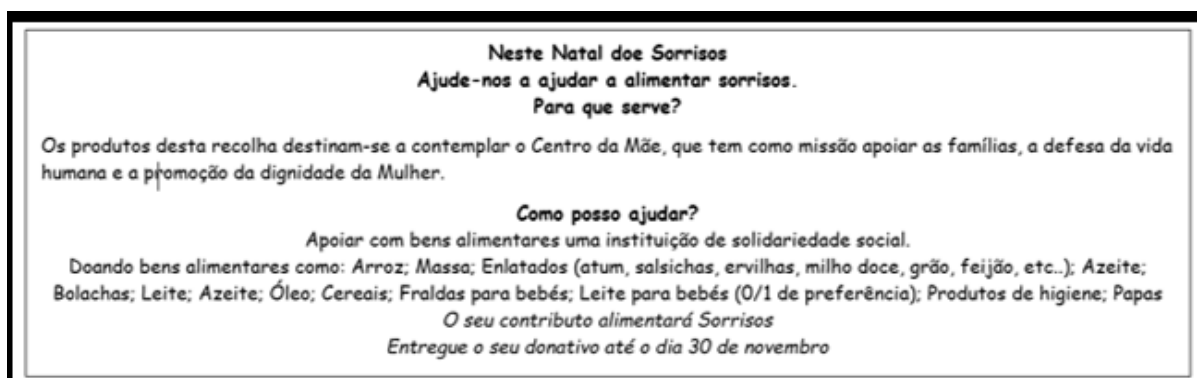 Neste Natal doe Sorrisos
Ajude-nos a ajudar a alimentar sorrisos.
Para que serve?
Os produtos desta recolha destinam-se a contemplar o Centro da Mãe, que tem como missão apoiar as famílias, a defesa da vida
humana e a promoção da dignidade da Mulher.
Como posso ajudar?
Apoiar com bens alimentares uma instituição de solidariedade social.
Doando bens alimentares como: Arroz; Massa; Enlatados (atum, salsichas, ervilhas, milho doce, grão, feijão, etc..); Azeite;
Bolachas; Leite; Azeite; Óleo; Cereais; Fraldas para bebés; Leite para bebés (0/1 de preferência); Produtos de higiene; Papas
O seu contributo alimentará Sorrisos
Entregue o seu donativo até o dia 30 de novembro